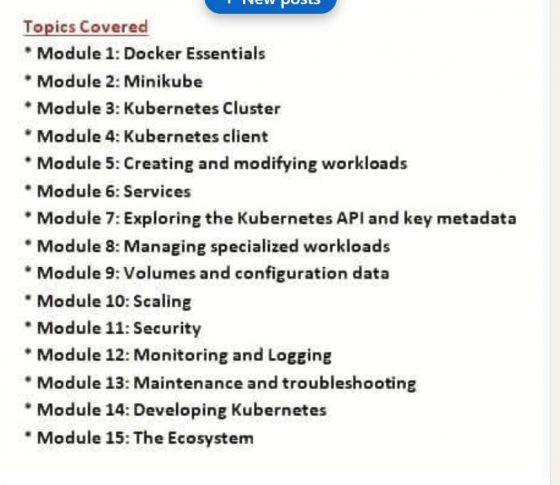 + New posts
Topics Covered
* Module 1: Docker Essentials
* Module 2: Minikube
* Module 3: Kubernetes Cluster
* Module 4: Kubernetes client
* Module 5: Creating and modifying workloads
* Module 6: Services
* Module 7: Exploring the Kubernetes API and key metadata
* Module 8: Managing specialized workloads
* Module 9: Volumes and configuration data
* Module 10: Scaling
* Module 11: Security
* Module 12: Monitoring and Logging
* Module 13: Maintenance and troubleshooting
* Module 14: Developing Kubernetes
* Module 15: The Ecosystem